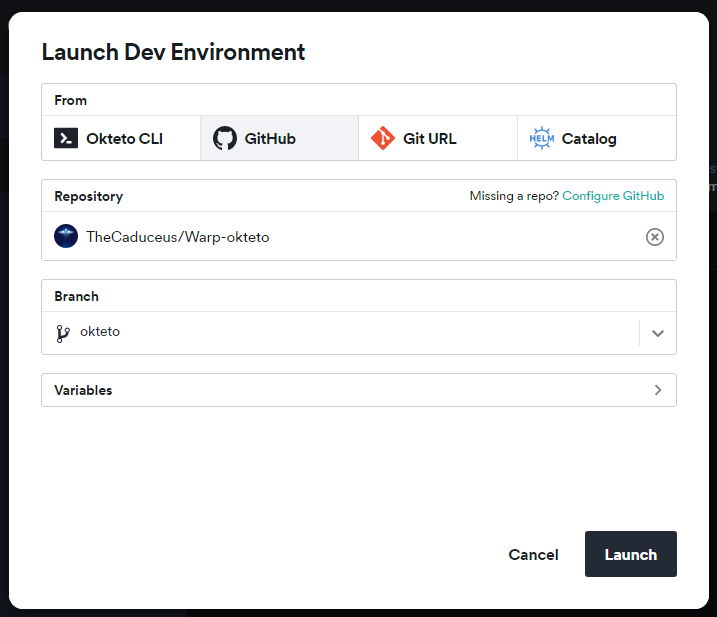 Launch Dev Environment
From
Okteto CLI
GitHub
Git URL
HELM
Catalog
Repository
Missing a repo? Configure GitHub
TheCaduceus/Warp-okteto
Branch
okteto
Variables
Cancel
Launch